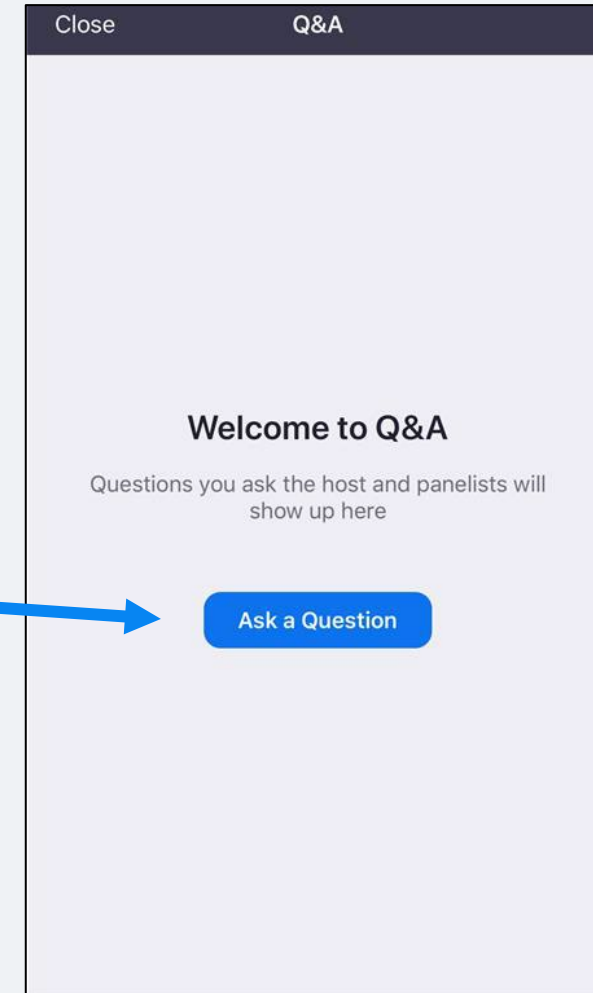 Close
Q&A
Welcome to Q&A
Questions you ask the host and panelists will
show up here
Ask a Question